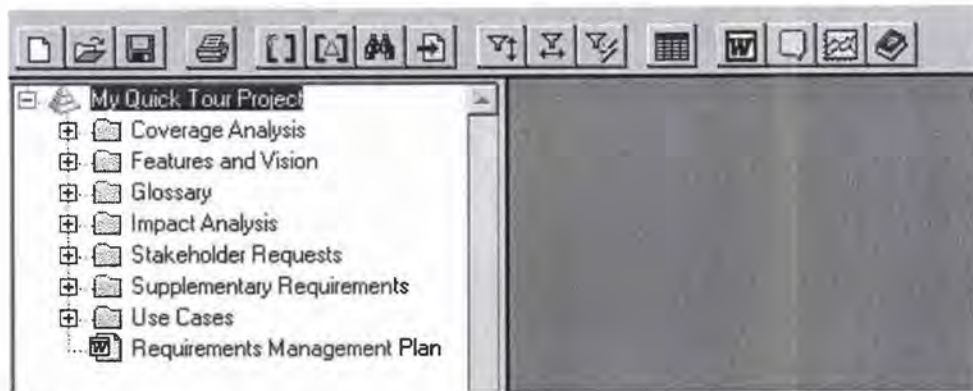 My Quick Tour Project
Coverage Analysis
Features and Vision
Glossary
Impact Analysis
Stakeholder Requests
Supplementary Requirements
Use Cases
Requirements Management Plan